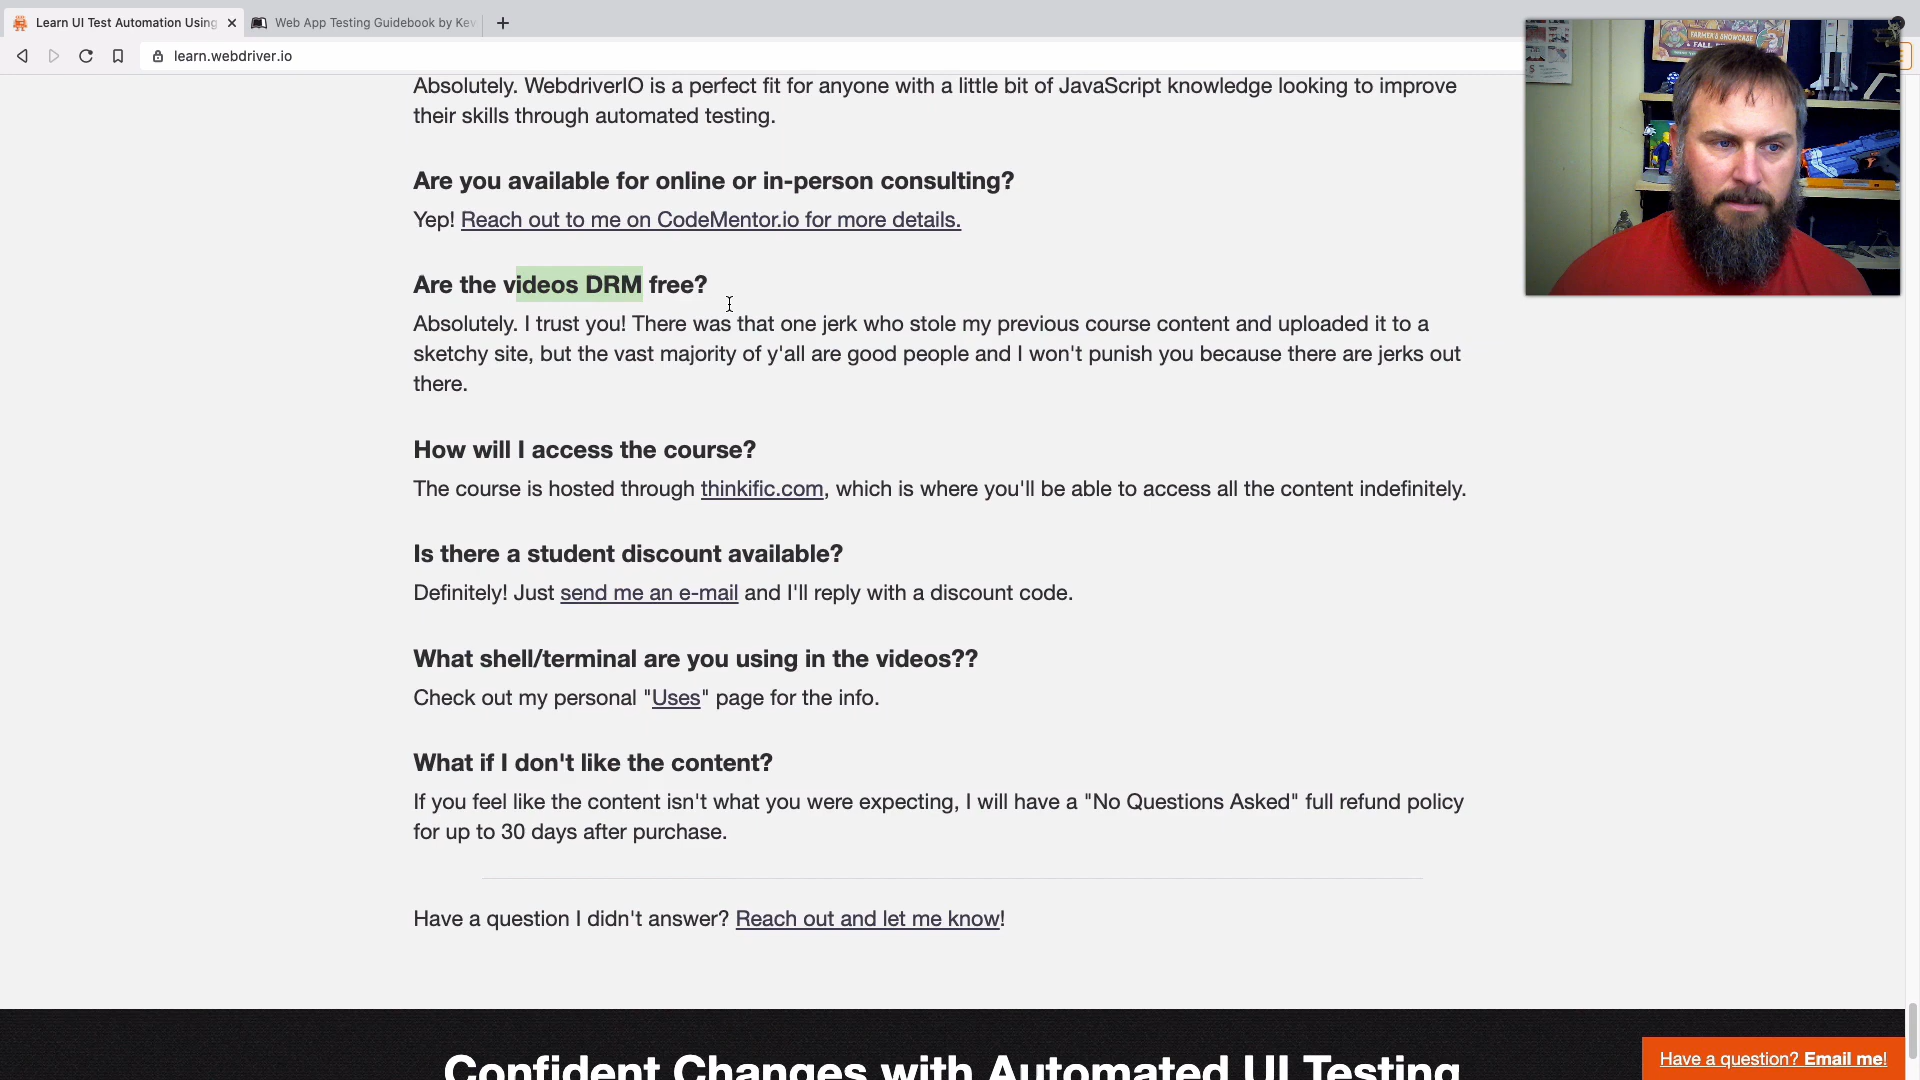 Learn UI Test Automation Using
Web App Testing Guidebook by Kev
learn.webdriver.io
FARMER'S SHOWCASE
FALL
Absolutely. WebdriverIO is a perfect fit for anyone with a little bit of JavaScript knowledge looking to improve
their skills through automated testing.
Are you available for online or in-person consulting?
Yep! Reach out to me on CodeMentor.io for more details.
Are the videos DRM free?
Absolutely. I trust you! There was that one jerk who stole my previous course content and uploaded it to a
sketchy site, but the vast majority of y'all are good people and I won't punish you because there are jerks out
there.
How will I access the course?
The course is hosted through thinkific.com, which is where you'll be able to access all the content indefinitely.
Is there a student discount available?
Definitely! Just send me an e-mail and I'll reply with a discount code.
What shell/terminal are you using in the videos??
Check out my personal "Uses" page for the info.
What if I don't like the content?
If you feel like the content isn't what you were expecting, I will have a "No Questions Asked" full refund policy
for up to 30 days after purchase.
Have a question I didn't answer? Reach out and let me know!
Confident Changes with Automated UI Testing
Have a question? Email me!